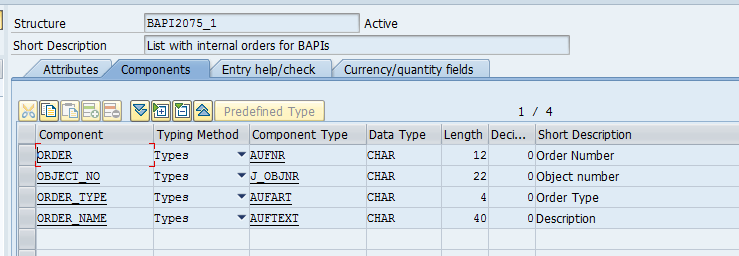 Structure BAPI2075_1 Active
Short Description List with internal orders for BAPIs
Attributes Components Entry help/check Currency/quantity fields
Predefined Type 1 / 4
Component Typing Method Component Type Data Type Length Deci... Short Description
ORDER Types AUFNR CHAR 12 0 Order Number
OBJECT_NO Types J_OBJNR CHAR 22 0 Object number
ORDER_TYPE Types AUFART CHAR 4 0 Order Type
ORDER_NAME Types AUFTEXT CHAR 40 0 Description